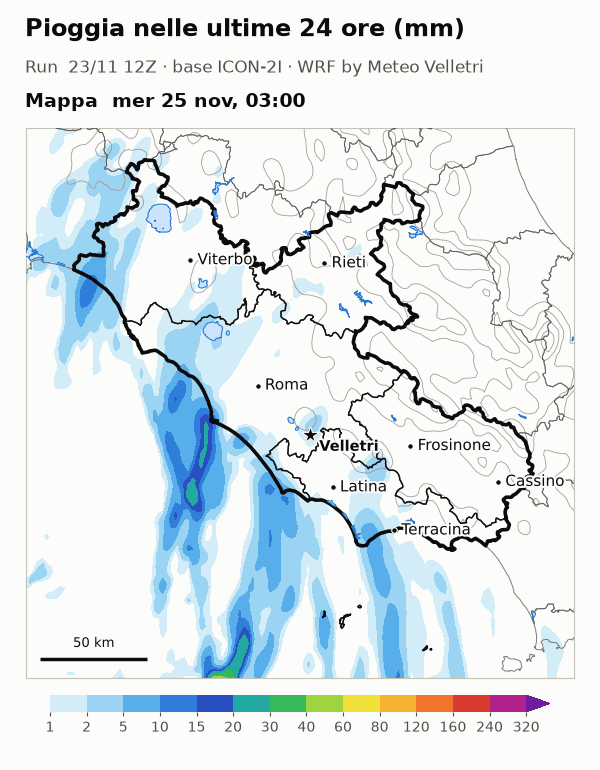 Pioggia nelle ultime 24 ore (mm)
Run 23/11 12Z · base ICON-2I · WRF by Meteo Velletri
Mappa mer 25 nov, 03:00
Viterbo
Rieti
Roma
Velletri
Frosinone
Latina
Cassino
Terracina
50 km
1 2 5 10 15 20 30 40 60 80 120 160 240 320